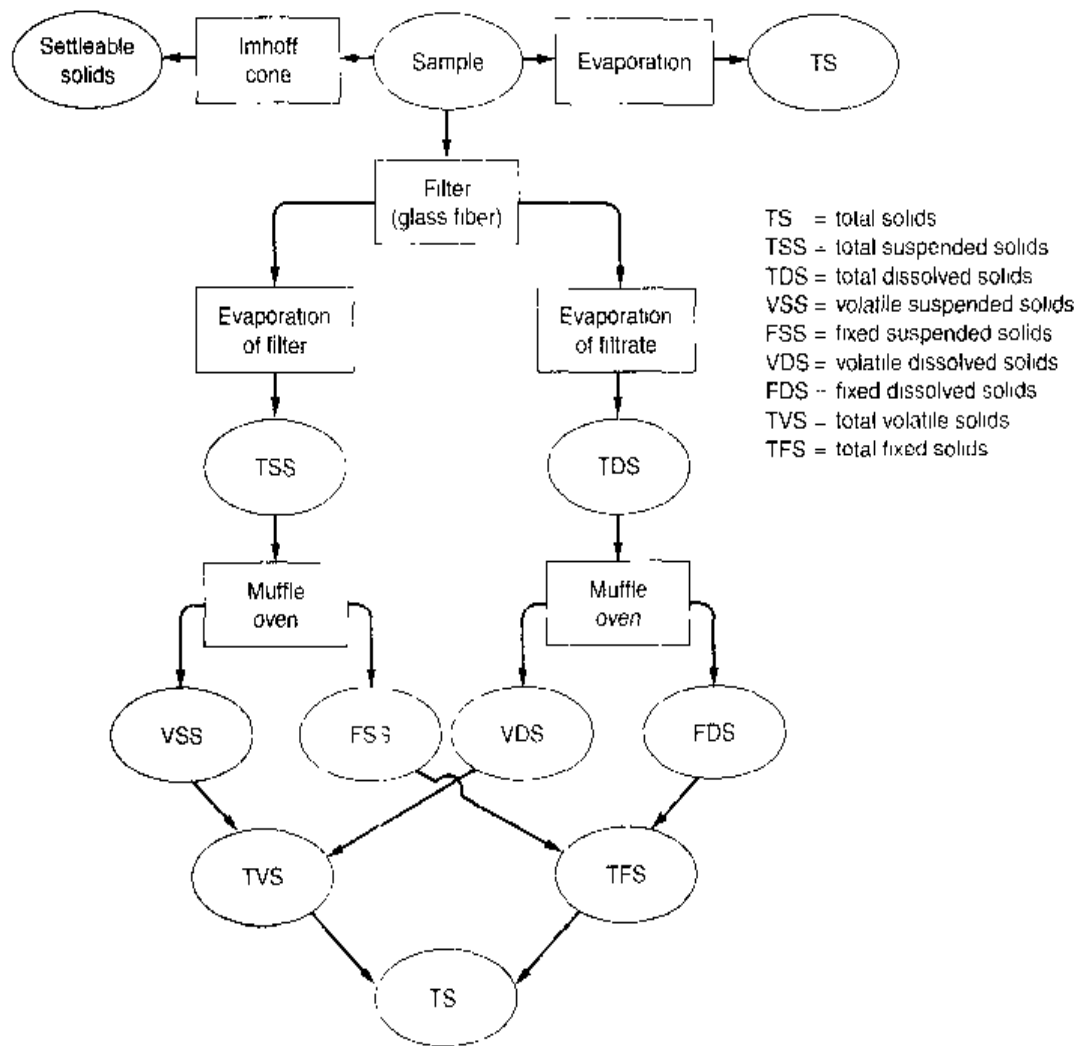 Settleable
solids
Imhoff
cone
Sample
Evaporation
TS
Filter
(glass fiber)
TS = total solids
TSS = total suspended solids
TDS = total dissolved solids
VSS = volatile suspended solids
FSS = fixed suspended solids
VDS = volatile dissolved solids
FDS = fixed dissolved solids
TVS = total volatile solids
TFS = total fixed solids
Evaporation
of filter
Evaporation
of filtrate
TSS
TDS
Muffle
oven
Muffle
oven
VSS
FSS
VDS
FDS
TVS
TFS
TS